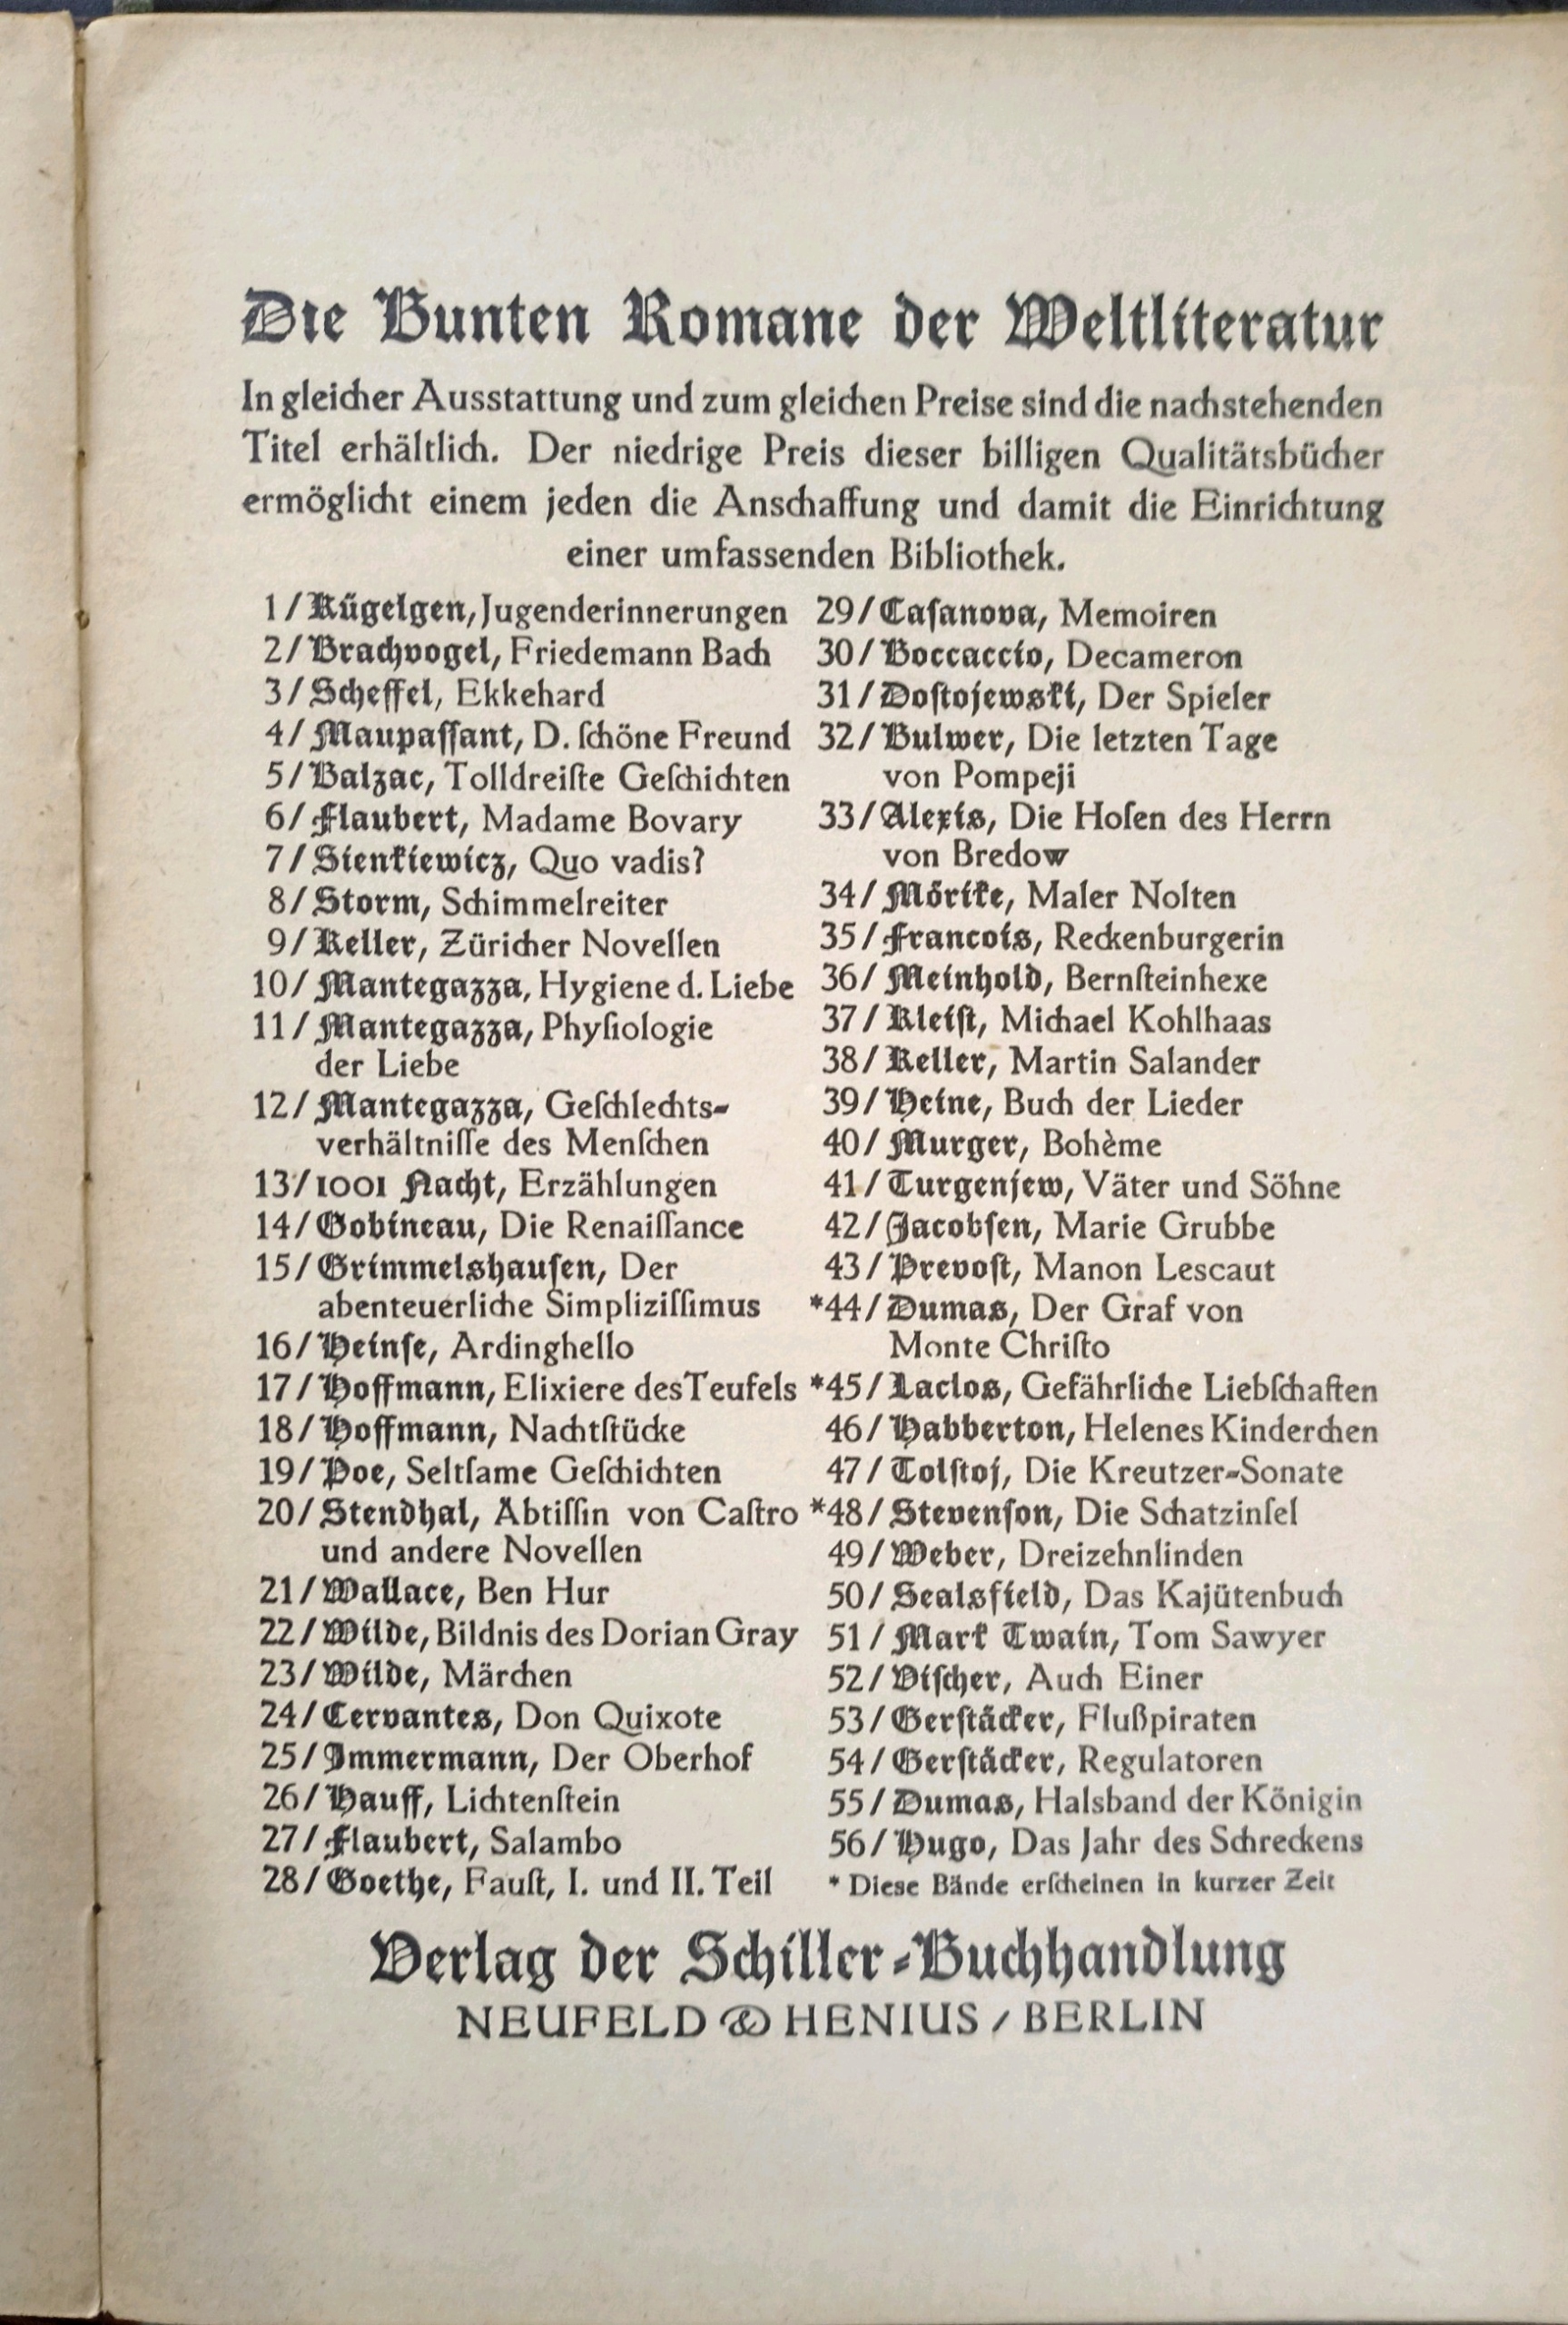 Die Bunten Romane der Weltliteratur
In gleicher Ausstattung und zum gleichen Preise sind die nachstehenden
Titel erhältlich. Der niedrige Preis dieser billigen Qualitätsbücher
ermöglicht einem jeden die Anschaffung und damit die Einrichtung
einer umfassenden Bibliothek.
1/Kügelgen, Jugenderinnerungen
2/Brachvogel, Friedemann Bach
3/Scheffel, Ekkehard
4/Maupaſſant, D. ſchöne Freund
5/Balzac, Tolldreiſte Geſchichten
6/Flaubert, Madame Bovary
7/Sienkiewicz, Quo vadis?
8/Storm, Schimmelreiter
9/Keller, Züricher Novellen
10/Mantegazza, Hygiene d. Liebe
11/Mantegazza, Phyſiologie
der Liebe
12/Mantegazza, Geſchlechts-
verhältniſſe des Menſchen
13/1001 Nacht, Erzählungen
14/Gobineau, Die Renaiſſance
15/Grimmelshauſen, Der
abenteuerliche Simpliziſſimus
16/Heinſe, Ardinghello
17/Hoffmann, Elixiere des Teufels
18/Hoffmann, Nachtſtücke
19/Poe, Seltſame Geſchichten
20/Stendhal, Äbtiſſin von Caſtro
und andere Novellen
21/Wallace, Ben Hur
22/Wilde, Bildnis des Dorian Gray
23/Wilde, Märchen
24/Cervantes, Don Quixote
25/Immermann, Der Oberhof
26/Hauff, Lichtenſtein
27/Flaubert, Salambo
28/Goethe, Fauſt, I. und II. Teil
29/Caſanova, Memoiren
30/Boccaccio, Decameron
31/Doſtojewski, Der Spieler
32/Bulwer, Die letzten Tage
von Pompeji
33/Alexis, Die Hoſen des Herrn
von Bredow
34/Mörike, Maler Nolten
35/Francois, Reckenburgerin
36/Meinhold, Bernſteinhexe
37/Kleiſt, Michael Kohlhaas
38/Keller, Martin Salander
39/Heine, Buch der Lieder
40/Murger, Bohème
41/Turgenjew, Väter und Söhne
42/Jacobſen, Marie Grubbe
43/Prevoſt, Manon Lescaut
*44/Dumas, Der Graf von
Monte Chriſto
*45/Laclos, Gefährliche Liebſchaften
46/Habberton, Helenes Kinderchen
47/Tolſtoj, Die Kreutzer-Sonate
*48/Stevenſon, Die Schatzinſel
49/Weber, Dreizehnlinden
50/Sealsfield, Das Kajütenbuch
51/Mark Twain, Tom Sawyer
52/Viſcher, Auch Einer
53/Gerſtäcker, Flußpiraten
54/Gerſtäcker, Regulatoren
55/Dumas, Halsband der Königin
56/Hugo, Das Jahr des Schreckens
* Diese Bände erſcheinen in kurzer Zeit
Verlag der Schiller-Buchhandlung
NEUFELD & HENIUS / BERLIN